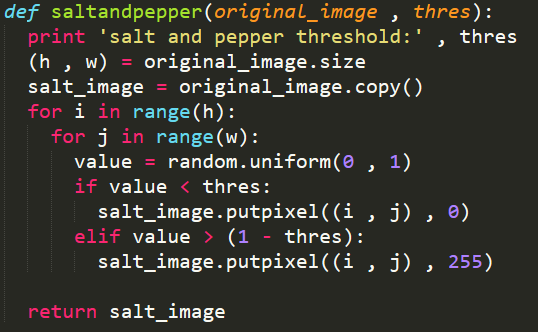 def saltandpepper(original_image , thres):
  print 'salt and pepper threshold:' , thres
  (h , w) = original_image.size
  salt_image = original_image.copy()
  for i in range(h):
    for j in range(w):
      value = random.uniform(0 , 1)
      if value < thres:
        salt_image.putpixel((i , j) , 0)
      elif value > (1 - thres):
        salt_image.putpixel((i , j) , 255)
  return salt_image